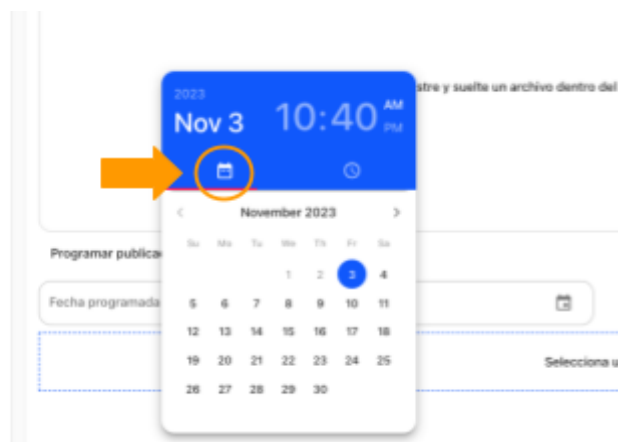 stre y suelte un archivo dentro del
2023
Nov 3 10:40 AM PM
November 2023
Su Mo Tu We Th Fr Sa
1 2 3 4
5 6 7 8 9 10 11
12 13 14 15 16 17 18
19 20 21 22 23 24 25
26 27 28 29 30
Programar publica
Fecha programada
Selecciona u